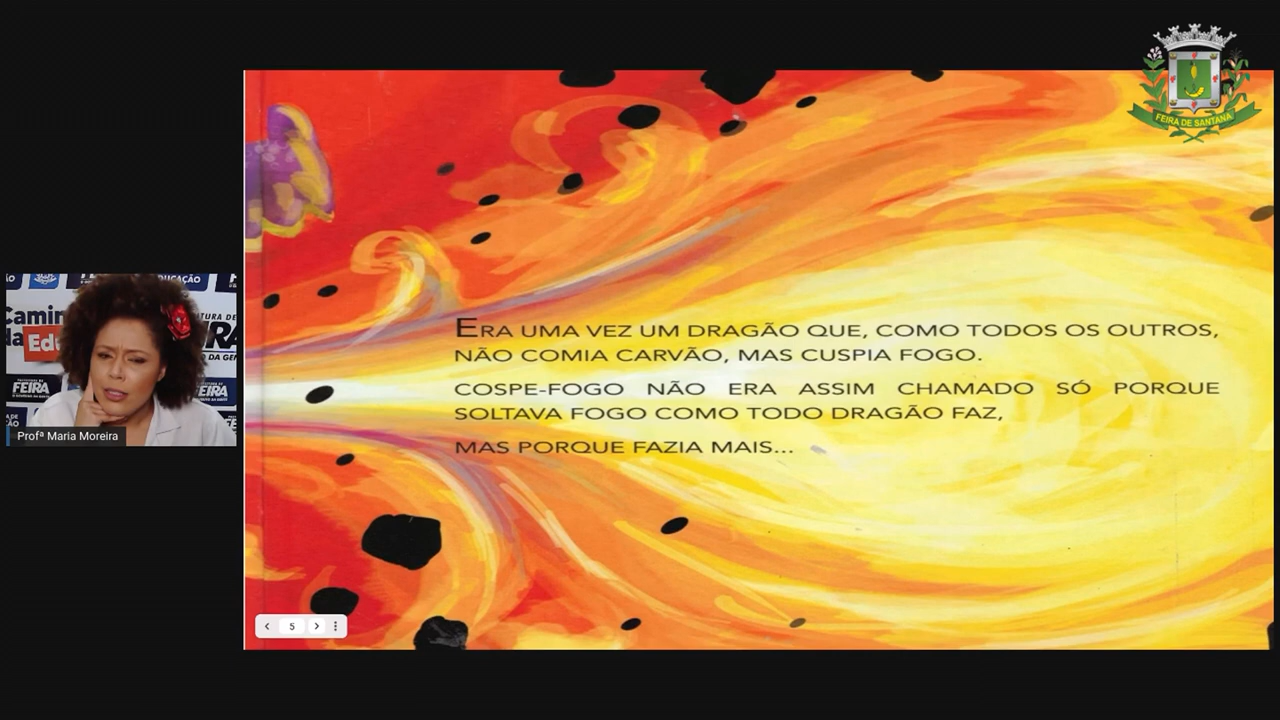 FEIRA DE SANTANA
ERA UMA VEZ UM DRAGÃO QUE, COMO TODOS OS OUTROS,
NÃO COMIA CARVÃO, MAS CUSPIA FOGO.
COSPE-FOGO NÃO ERA ASSIM CHAMADO SÓ PORQUE
SOLTAVA FOGO COMO TODO DRAGÃO FAZ,
MAS PORQUE FAZIA MAIS...
FEIRA
FEIRA
Profª Maria Moreira
5